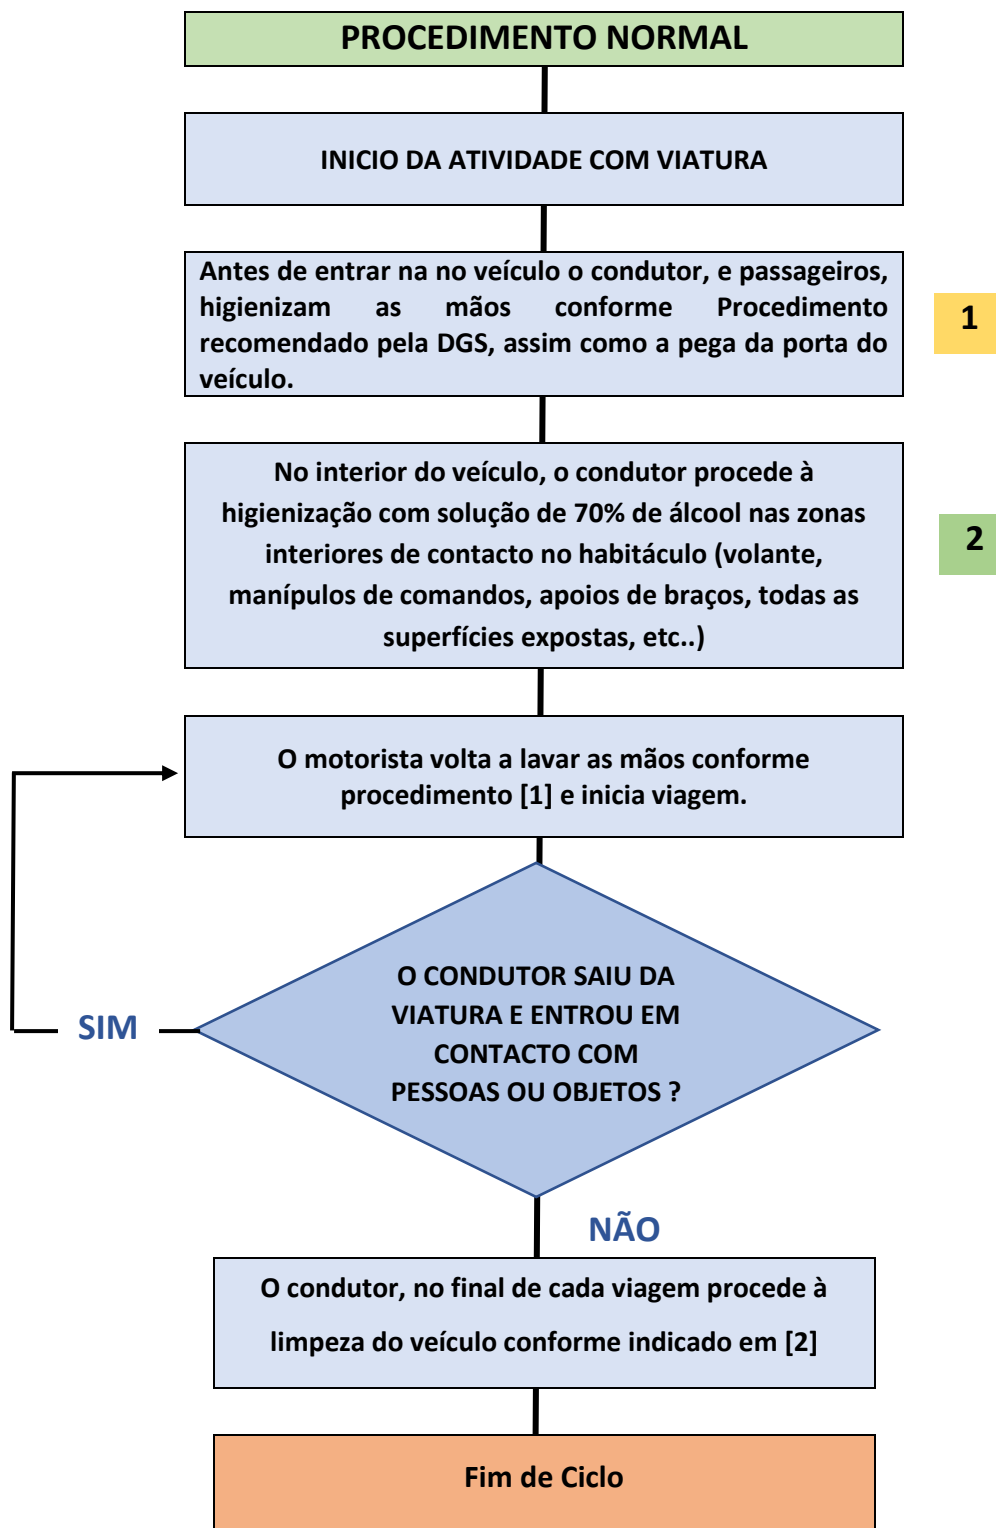 PROCEDIMENTO NORMAL
INICIO DA ATIVIDADE COM VIATURA
Antes de entrar na no veículo o condutor, e passageiros,
higienizam as mãos conforme Procedimento
recomendado pela DGS, assim como a pega da porta do
veículo.
1
No interior do veículo, o condutor procede à
higienização com solução de 70% de álcool nas zonas
interiores de contacto no habitáculo (volante,
manípulos de comandos, apoios de braços, todas as
superfícies expostas, etc..)
2
O motorista volta a lavar as mãos conforme
procedimento [1] e inicia viagem.
O CONDUTOR SAIU DA
VIATURA E ENTROU EM
CONTACTO COM
PESSOAS OU OBJETOS ?
SIM
NÃO
O condutor, no final de cada viagem procede à
limpeza do veículo conforme indicado em [2]
Fim de Ciclo